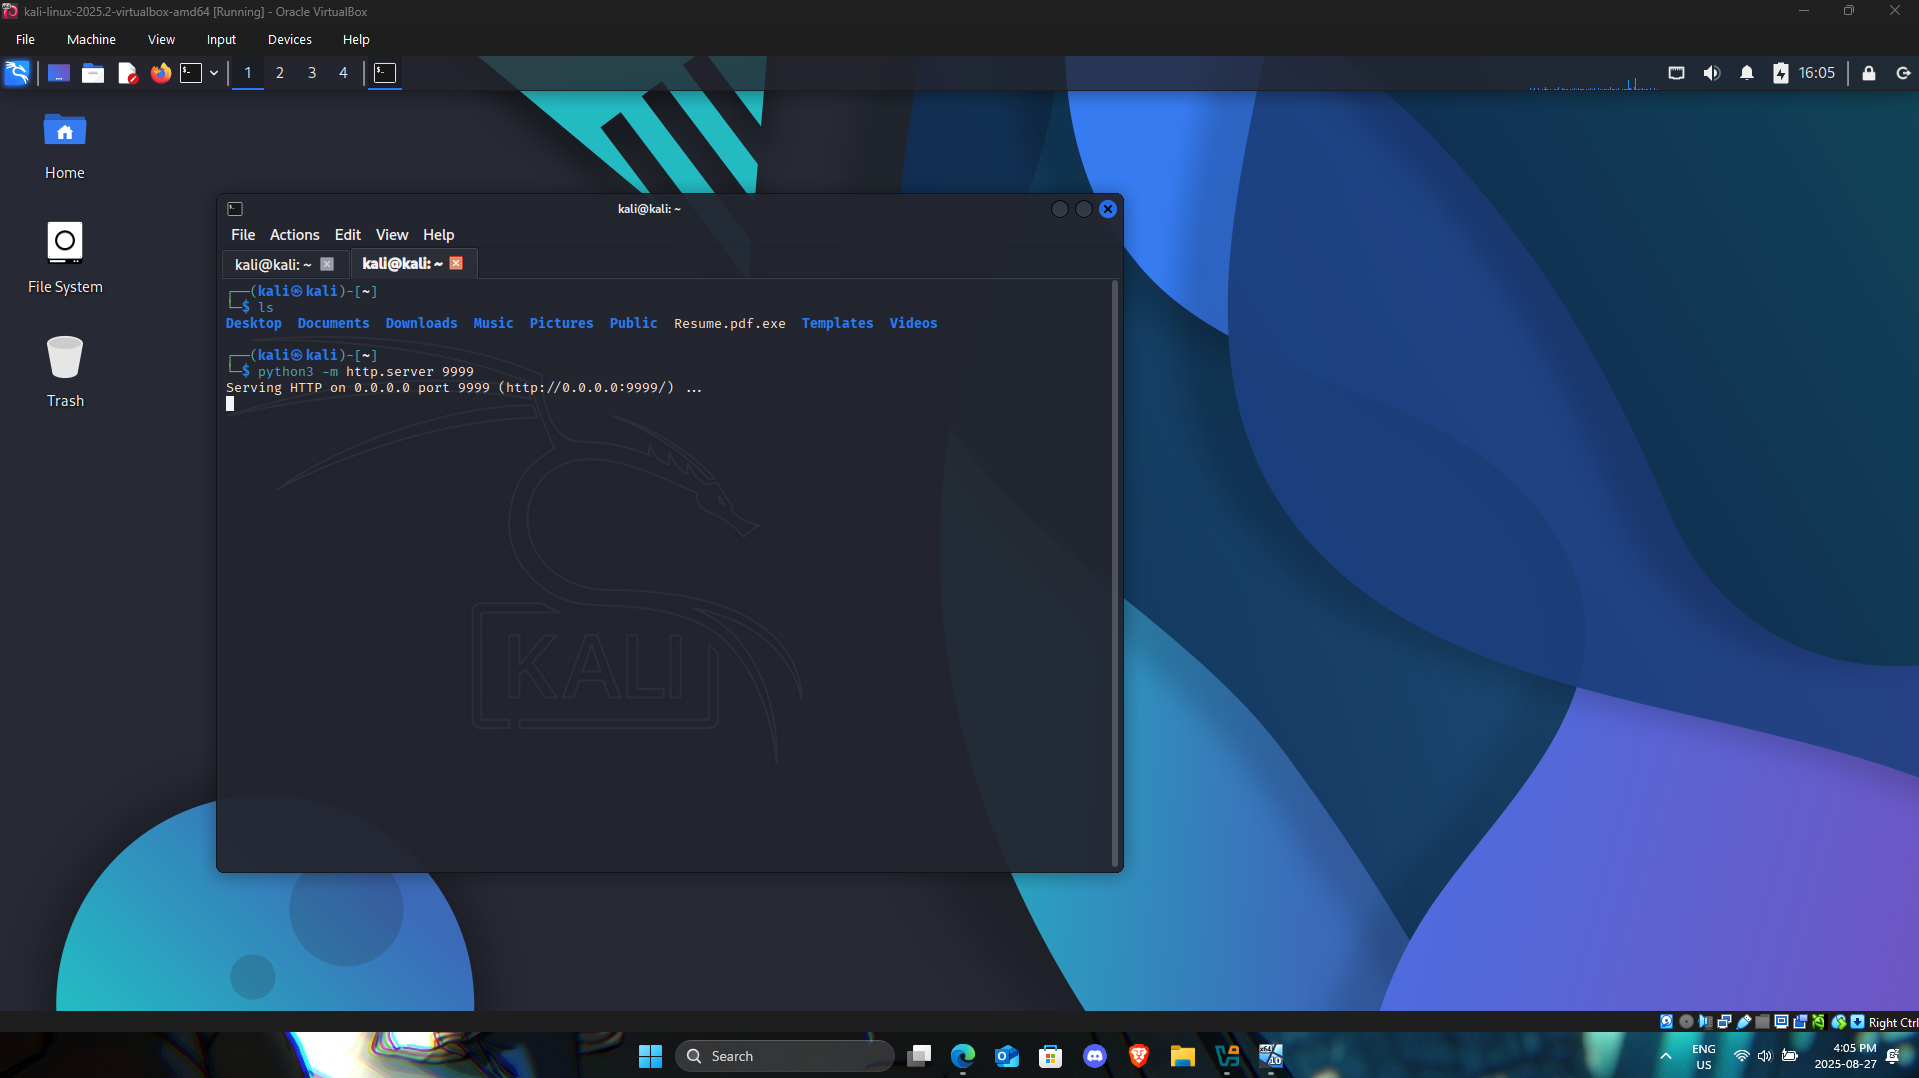 kali-linux-2025.2-virtualbox-amd64 [Running] - Oracle VirtualBox
File Machine View Input Devices Help
1 2 3 4 16:05
Home
File System
Trash
kali@kali: ~
File Actions Edit View Help
kali@kali: ~ kali@kali: ~
┌──(kali㉿kali)-[~]
└─$ ls
Desktop Documents Downloads Music Pictures Public Resume.pdf.exe Templates Videos
┌──(kali㉿kali)-[~]
└─$ python3 -m http.server 9999
Serving HTTP on 0.0.0.0 port 9999 (http://0.0.0.0:9999/) ...
KALI
Right Ctrl
Search
ENG
US
4:05 PM
2025-08-27